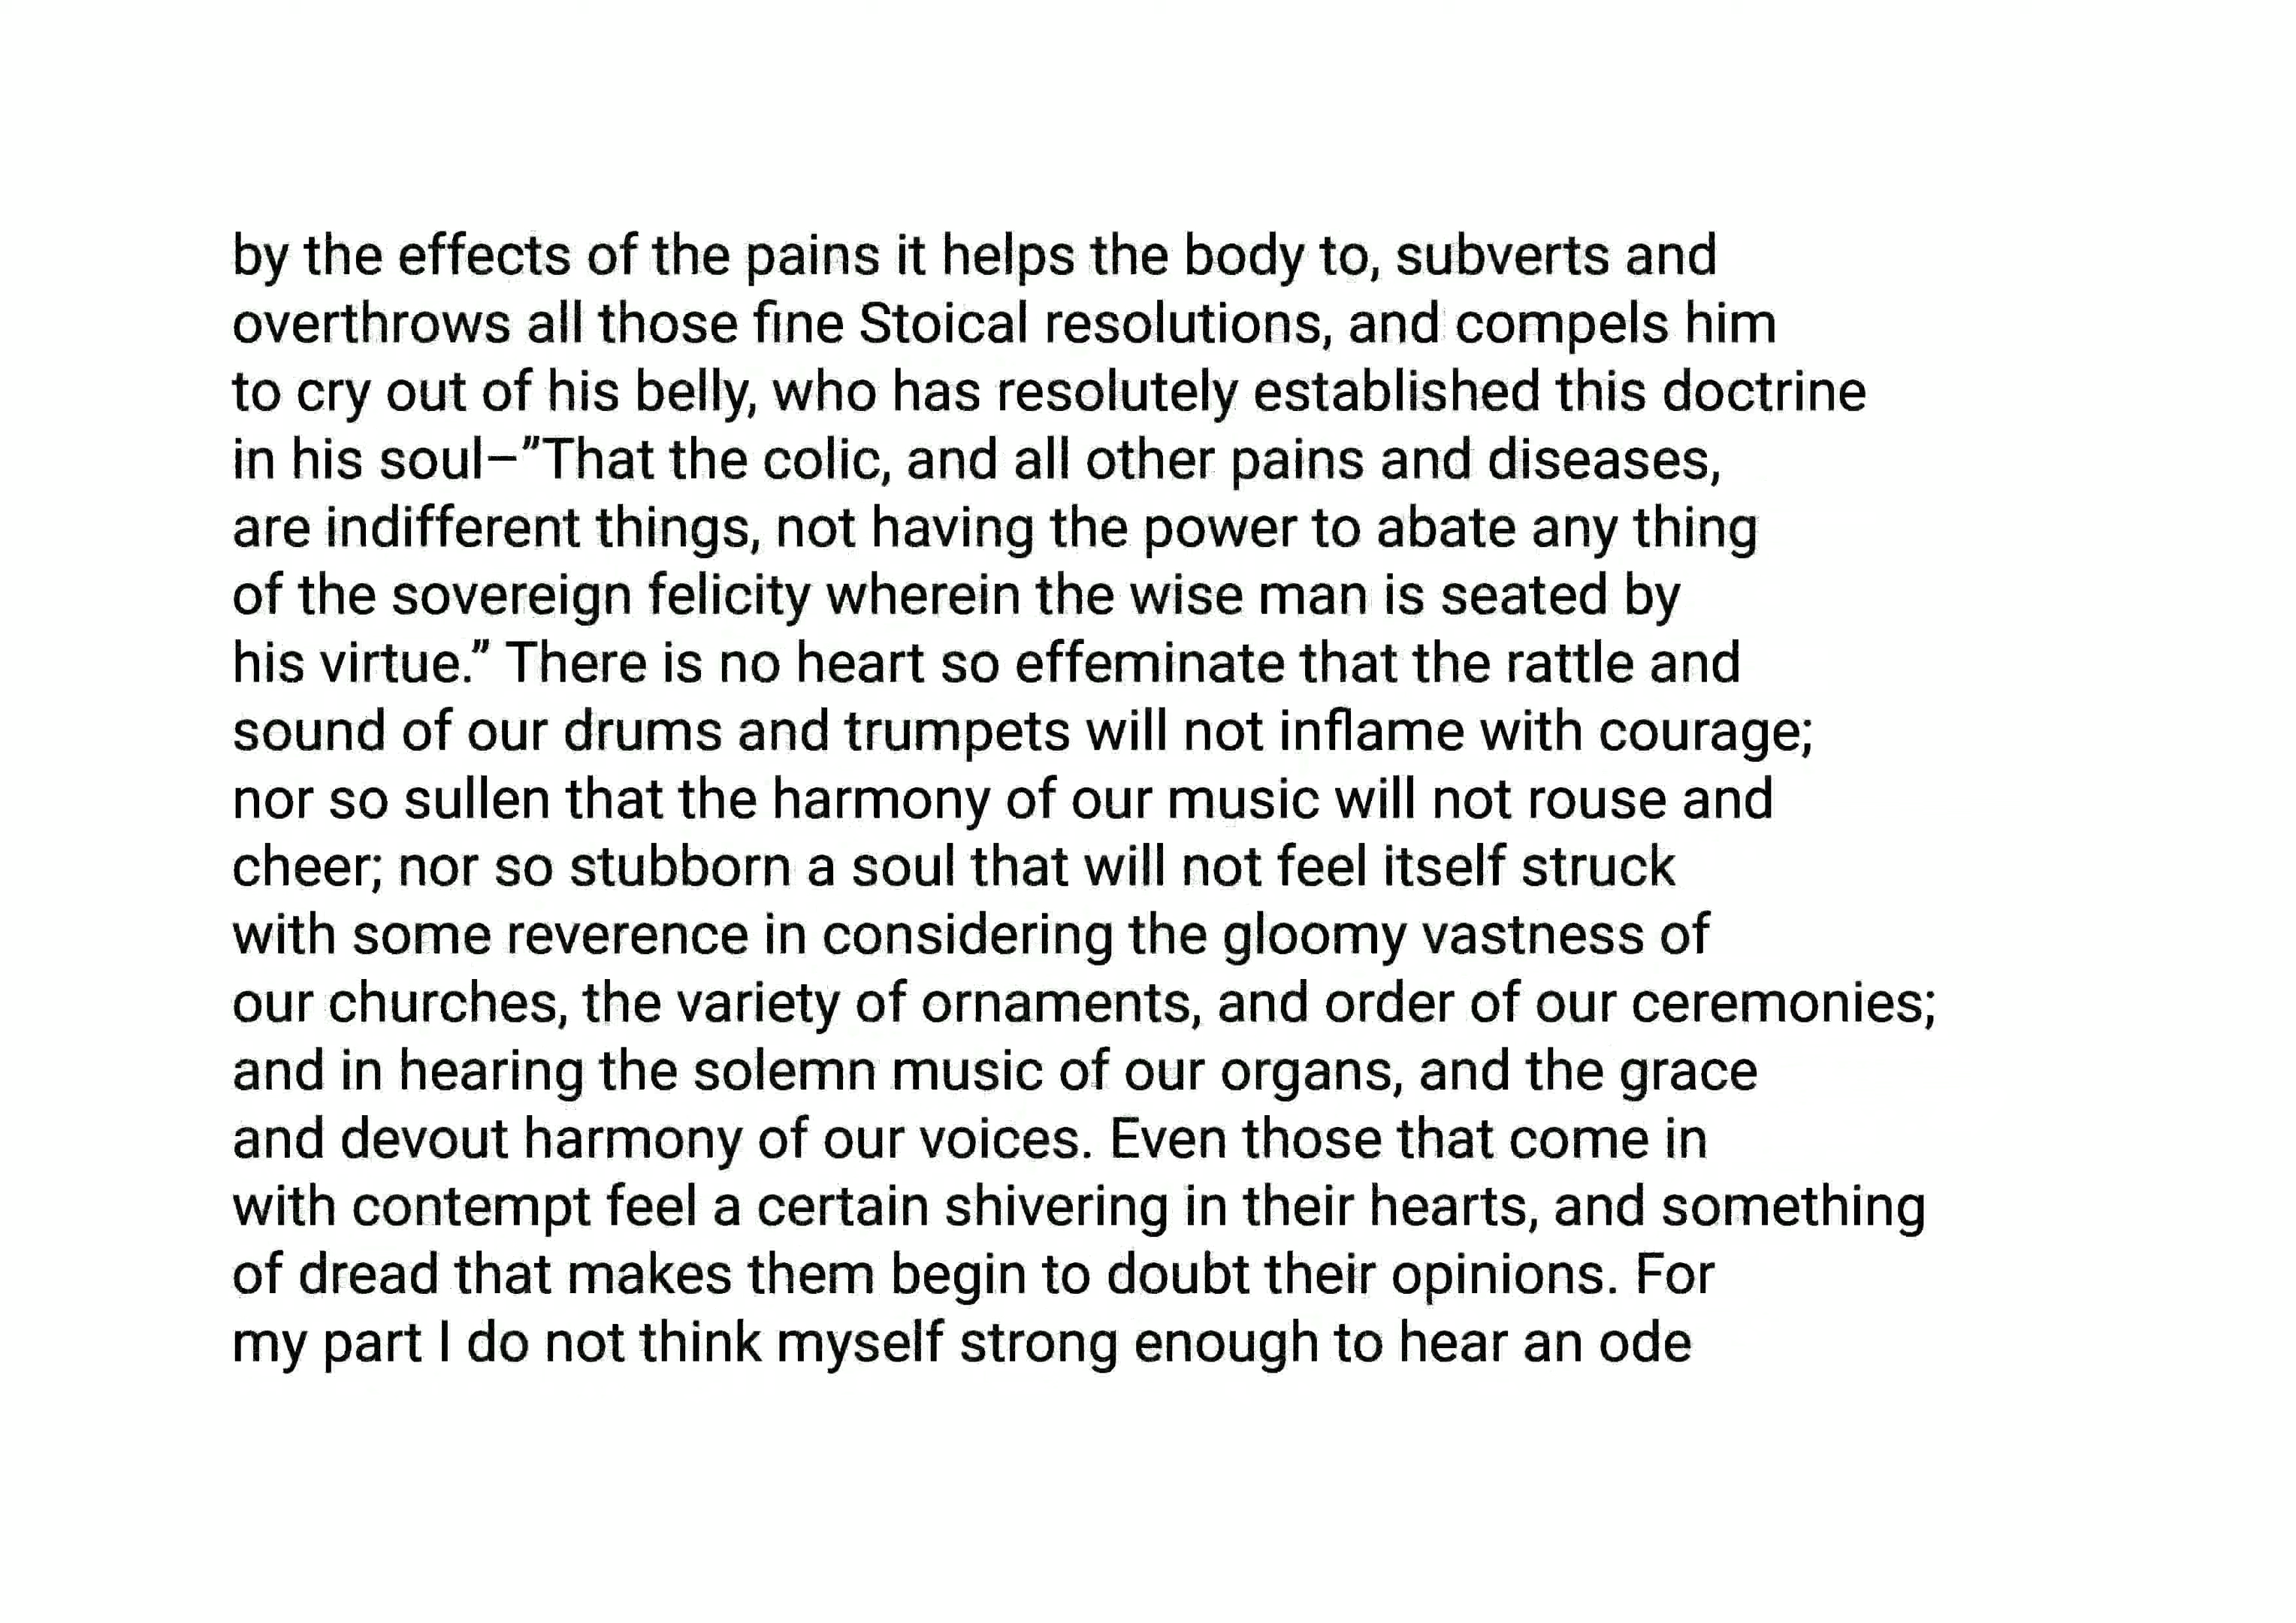 by the effects of the pains it helps the body to, subverts and
overthrows all those fine Stoical resolutions, and compels him
to cry out of his belly, who has resolutely established this doctrine
in his soul–”That the colic, and all other pains and diseases,
are indifferent things, not having the power to abate any thing
of the sovereign felicity wherein the wise man is seated by
his virtue.” There is no heart so effeminate that the rattle and
sound of our drums and trumpets will not inflame with courage;
nor so sullen that the harmony of our music will not rouse and
cheer; nor so stubborn a soul that will not feel itself struck
with some reverence in considering the gloomy vastness of
our churches, the variety of ornaments, and order of our ceremonies;
and in hearing the solemn music of our organs, and the grace
and devout harmony of our voices. Even those that come in
with contempt feel a certain shivering in their hearts, and something
of dread that makes them begin to doubt their opinions. For
my part I do not think myself strong enough to hear an ode